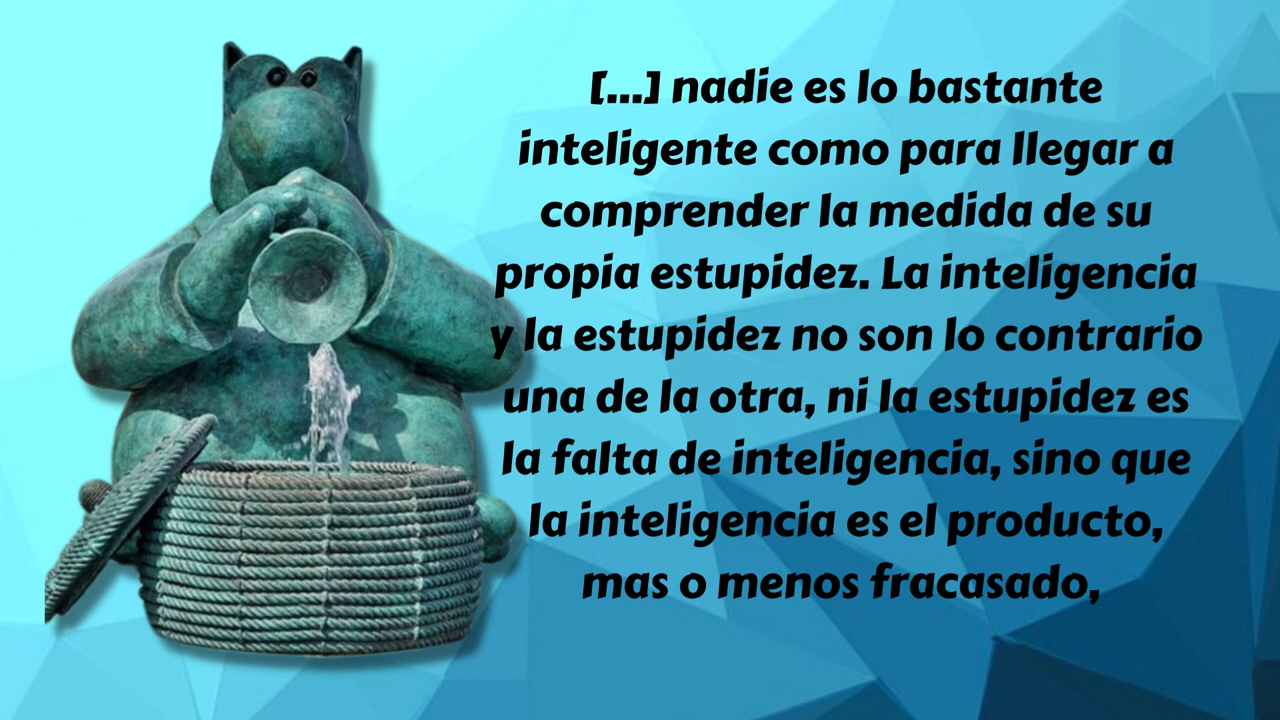 [...] nadie es lo bastante
inteligente como para llegar a
comprender la medida de su
propia estupidez. La inteligencia
y la estupidez no son lo contrario
una de la otra, ni la estupidez es
la falta de inteligencia, sino que
la inteligencia es el producto,
mas o menos fracasado,